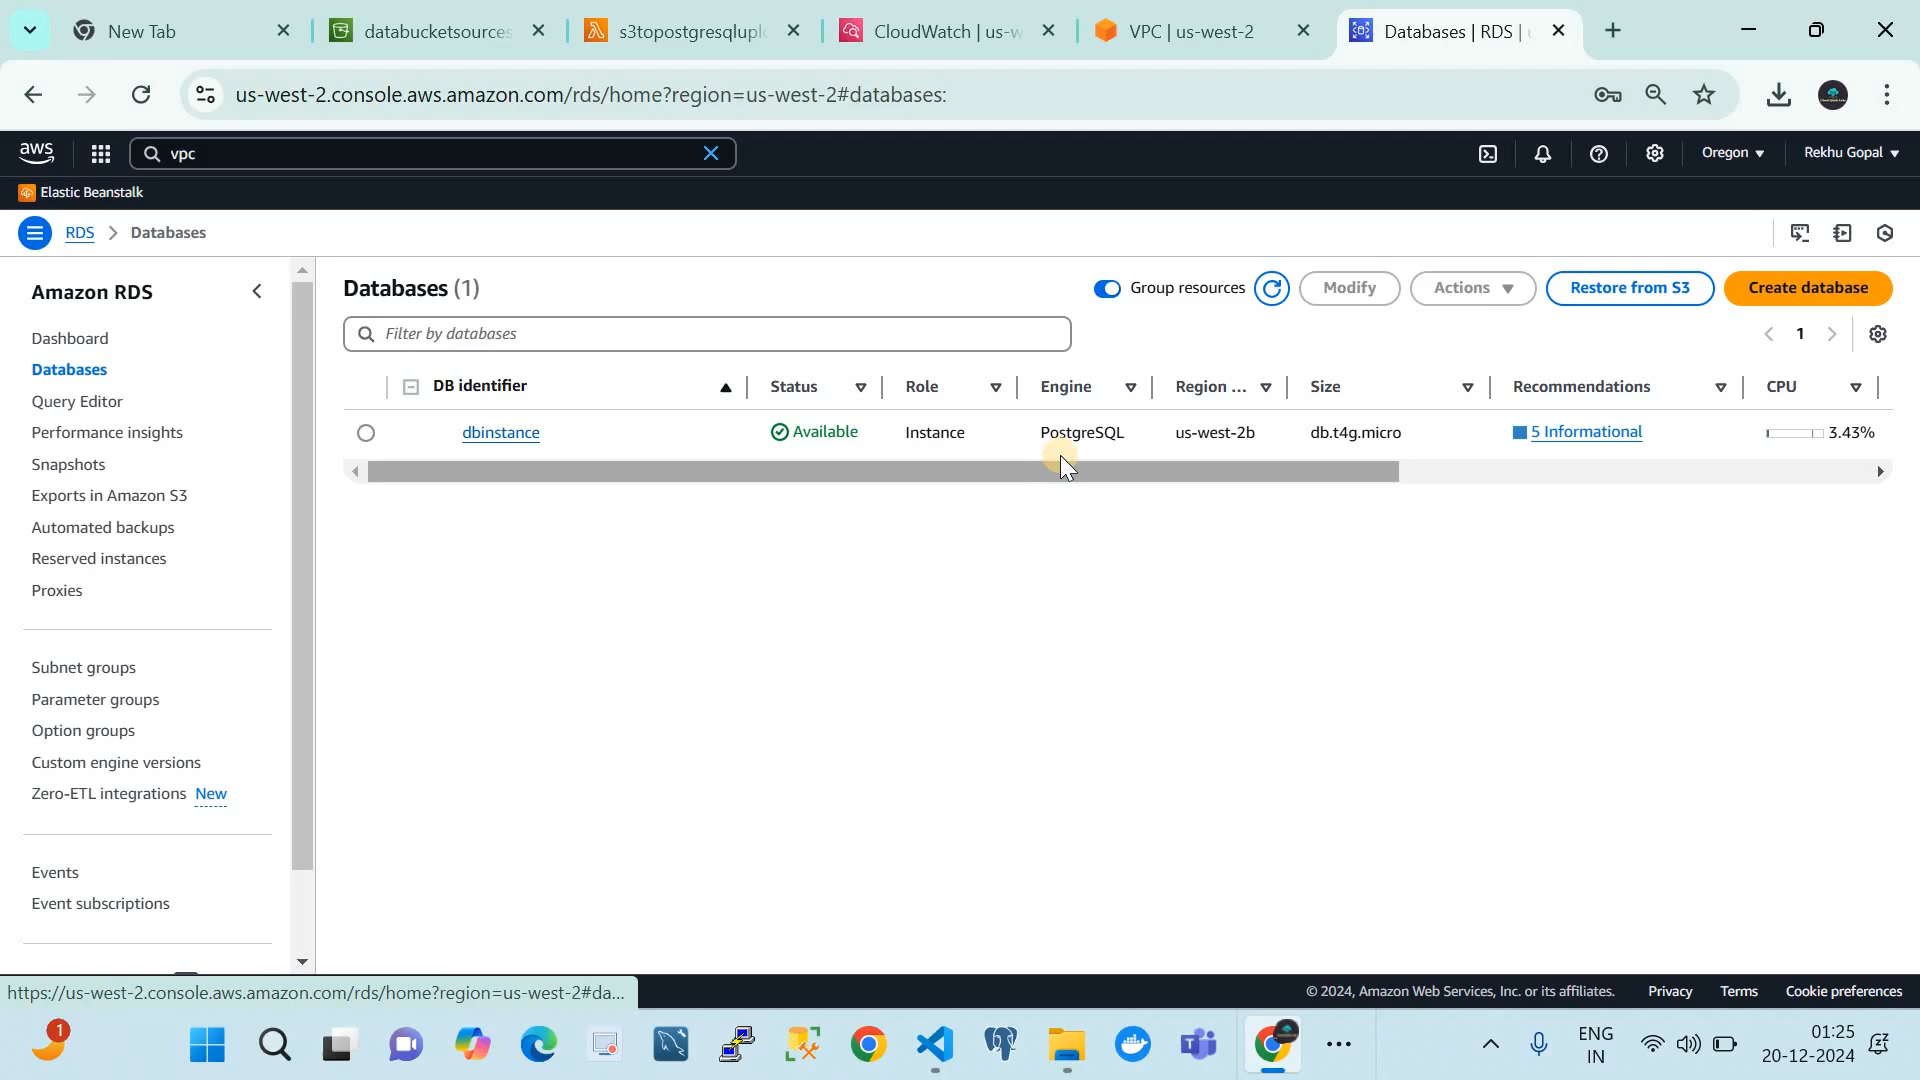 New Tab
databucketsources
s3topostgresqlupl
CloudWatch | us-w
VPC | us-west-2
Databases | RDS | u
us-west-2.console.aws.amazon.com/rds/home?region=us-west-2#databases:
aws
vpc
Oregon
Rekhu Gopal
Elastic Beanstalk
RDS
Databases
Amazon RDS
Dashboard
Databases
Query Editor
Performance insights
Snapshots
Exports in Amazon S3
Automated backups
Reserved instances
Proxies
Subnet groups
Parameter groups
Option groups
Custom engine versions
Zero-ETL integrations New
Events
Event subscriptions
Databases (1)
Group resources
Modify
Actions
Restore from S3
Create database
Filter by databases
1
DB identifier Status Role Engine Region ... Size Recommendations CPU
dbinstance Available Instance PostgreSQL us-west-2b db.t4g.micro 5 Informational 3.43%
https://us-west-2.console.aws.amazon.com/rds/home?region=us-west-2#da...
© 2024, Amazon Web Services, Inc. or its affiliates. Privacy Terms Cookie preferences
1
ENG
IN
01:25
20-12-2024